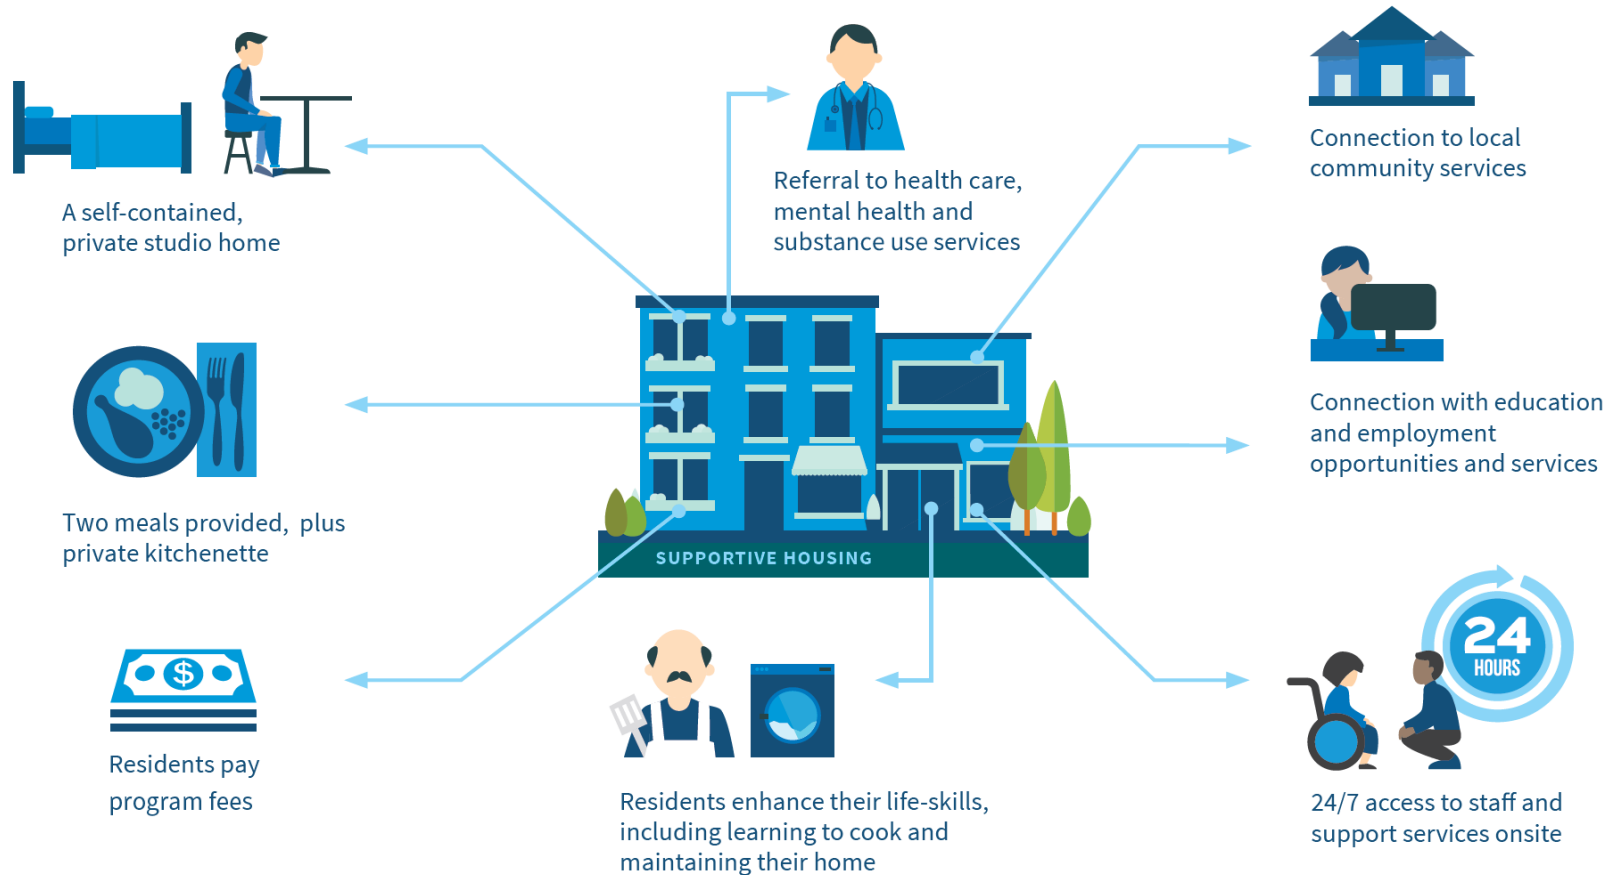 A self-contained,
private studio home
Referral to health care,
mental health and
substance use services
Connection to local
community services
Connection with education
and employment
opportunities and services
Two meals provided,  plus
private kitchenette
SUPPORTIVE HOUSING
$
Residents pay
program fees
Residents enhance their life-skills,
including learning to cook and
maintaining their home
24
HOURS
24/7 access to staff and
support services onsite